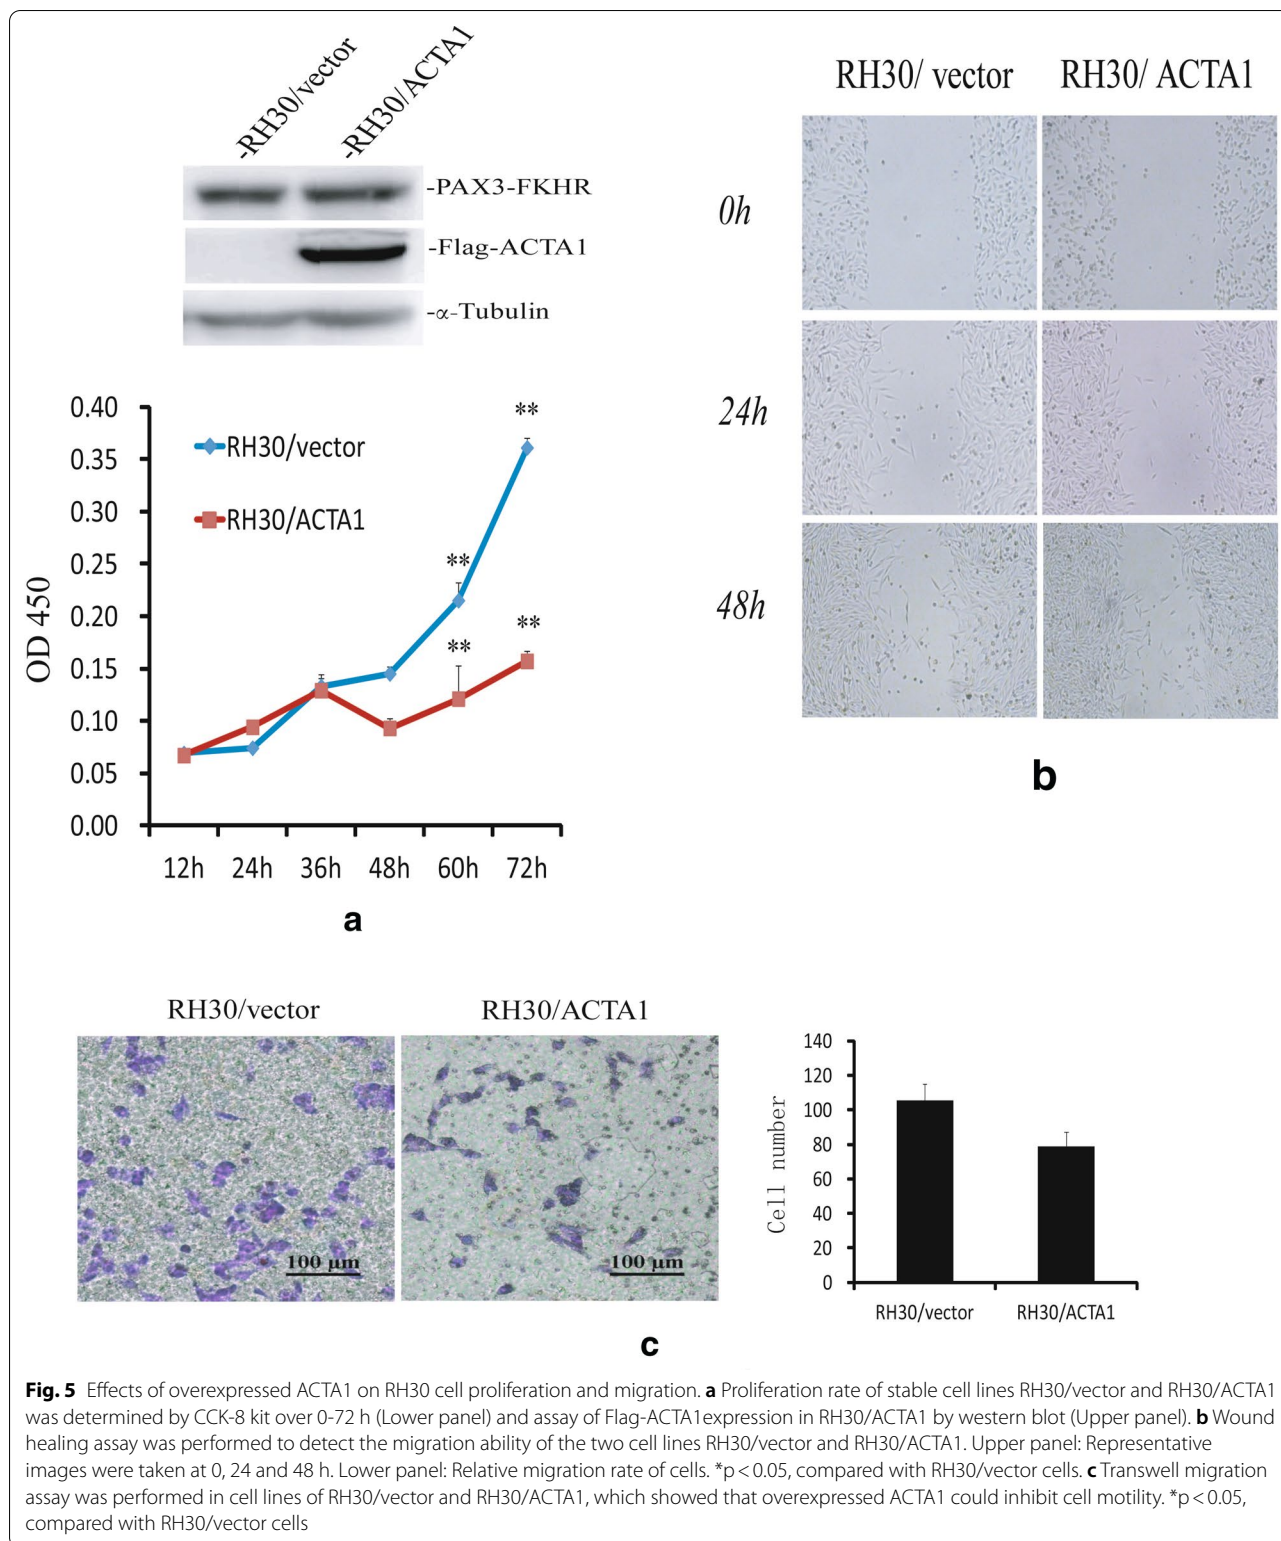 -RH30/vector
-RH30/ACTA1
-PAX3-FKHR
-Flag-ACTA1
-α-Tubulin
0.40
0.35
0.30
0.25
0.20
0.15
0.10
0.05
0.00
OD 450
RH30/vector
RH30/ACTA1
**
**
**
**
12h 24h 36h 48h 60h 72h
a
RH30/ vector RH30/ ACTA1
0h
24h
48h
b
RH30/vector RH30/ACTA1
100 μm
100 μm
140
120
100
80
60
40
20
0
Cell number
RH30/vector RH30/ACTA1
c
Fig. 5 Effects of overexpressed ACTA1 on RH30 cell proliferation and migration. a Proliferation rate of stable cell lines RH30/vector and RH30/ACTA1
was determined by CCK-8 kit over 0-72 h (Lower panel) and assay of Flag-ACTA1expression in RH30/ACTA1 by western blot (Upper panel). b Wound
healing assay was performed to detect the migration ability of the two cell lines RH30/vector and RH30/ACTA1. Upper panel: Representative
images were taken at 0, 24 and 48 h. Lower panel: Relative migration rate of cells. *p < 0.05, compared with RH30/vector cells. c Transwell migration
assay was performed in cell lines of RH30/vector and RH30/ACTA1, which showed that overexpressed ACTA1 could inhibit cell motility. *p < 0.05,
compared with RH30/vector cells